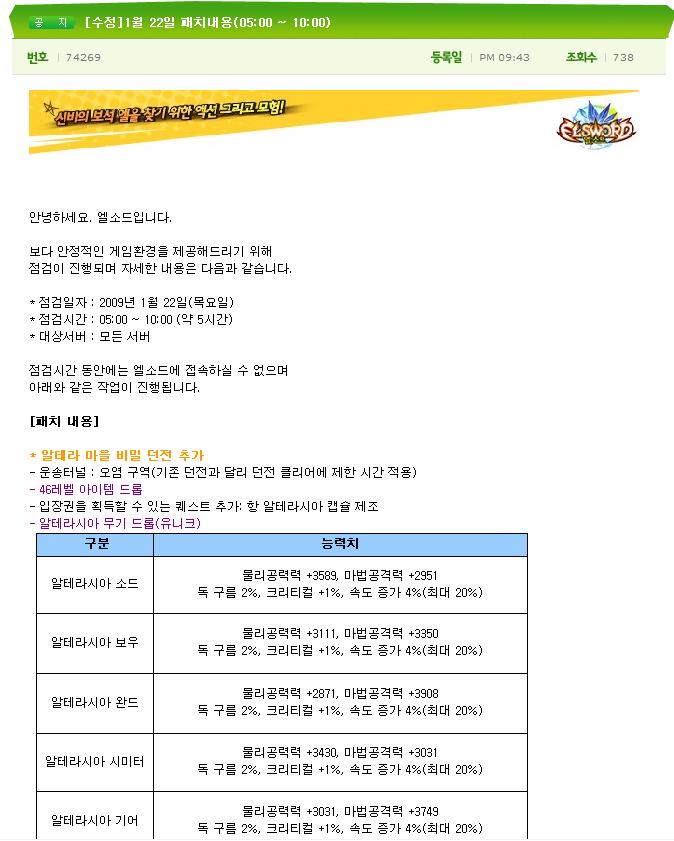 공 지 [수정]1월 22일 패치내용(05:00 ~ 10:00)
번호 74269 등록일 PM 09:43 조회수 738
신비의 보석 엘을 찾기 위한 액션 그리고 모험!
ELSWORD
엘소드
안녕하세요. 엘소드입니다.
보다 안정적인 게임환경을 제공해드리기 위해
점검이 진행되며 자세한 내용은 다음과 같습니다.
* 점검일자 : 2009년 1월 22일(목요일)
* 점검시간 : 05:00 ~ 10:00 (약 5시간)
* 대상서버 : 모든 서버
점검시간 동안에는 엘소드에 접속하실 수 없으며
아래와 같은 작업이 진행됩니다.
[패치 내용]
* 알테라 마을 비밀 던전 추가
- 운송터널 : 오염 구역(기존 던전과 달리 던전 클리어에 제한 시간 적용)
- 46레벨 아이템 드롭
- 입장권을 획득할 수 있는 퀘스트 추가: 항 알테라시아 캡슐 제조
- 알테라시아 무기 드롭(유니크)
구분 능력치
알테라시아 소드
물리공력력 +3589, 마법공격력 +2951
독 구름 2%, 크리티컬 +1%, 속도 증가 4%(최대 20%)
알테라시아 보우
물리공력력 +3111, 마법공격력 +3350
독 구름 2%, 크리티컬 +1%, 속도 증가 4%(최대 20%)
알테라시아 완드
물리공력력 +2871, 마법공격력 +3908
독 구름 2%, 크리티컬 +1%, 속도 증가 4%(최대 20%)
알테라시아 시미터
물리공력력 +3430, 마법공격력 +3031
독 구름 2%, 크리티컬 +1%, 속도 증가 4%(최대 20%)
알테라시아 기어
물리공력력 +3031, 마법공격력 +3749
독 구름 2%, 크리티컬 +1%, 속도 증가 4%(최대 20%)